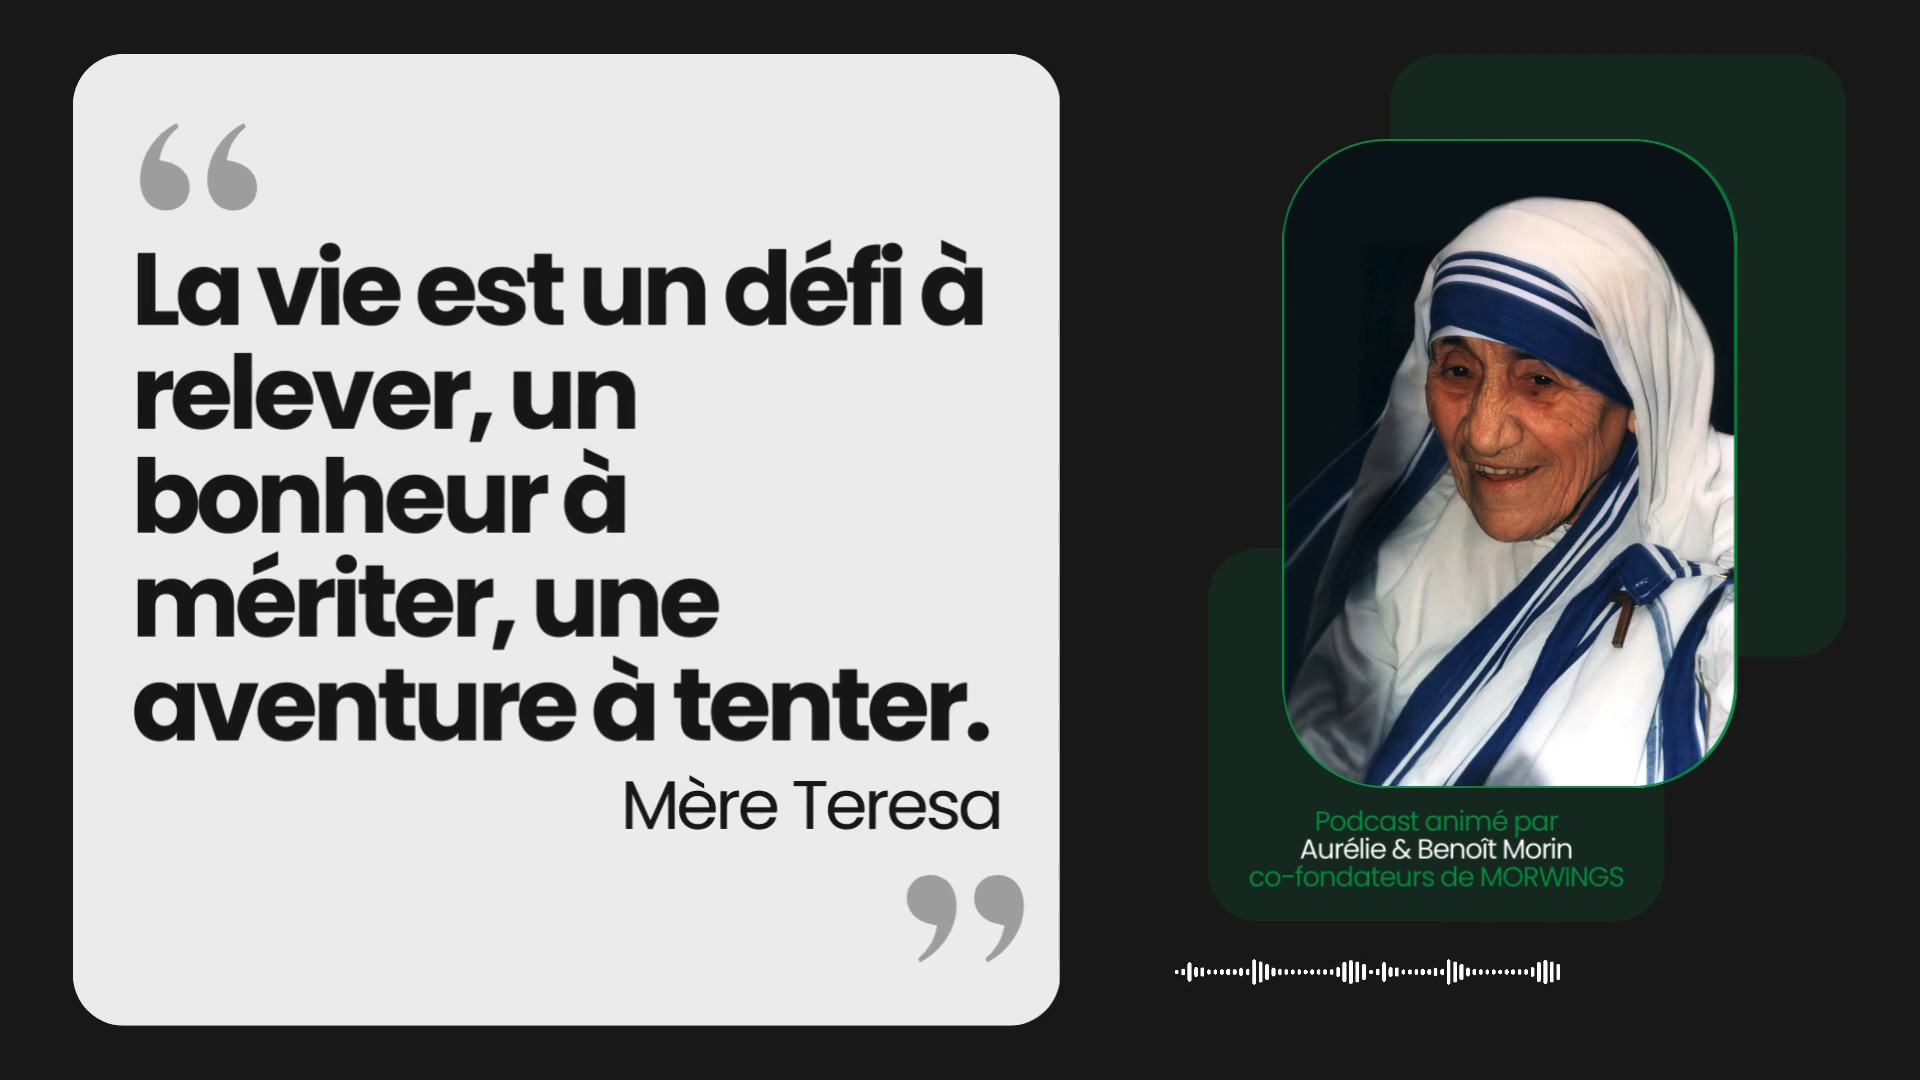 “
La vie est un défi à
relever, un
bonheur à
mériter, une
aventure à tenter.
Mère Teresa
”
Podcast animé par
Aurélie & Benoît Morin
co-fondateurs de MORWINGS